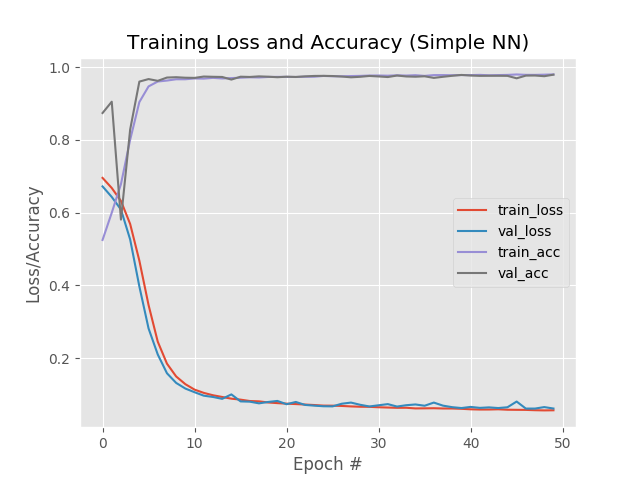 Training Loss and Accuracy (Simple NN)
1.0
0.8
0.6
0.4
0.2
Loss/Accuracy
train_loss
val_loss
train_acc
val_acc
0 10 20 30 40 50
Epoch #